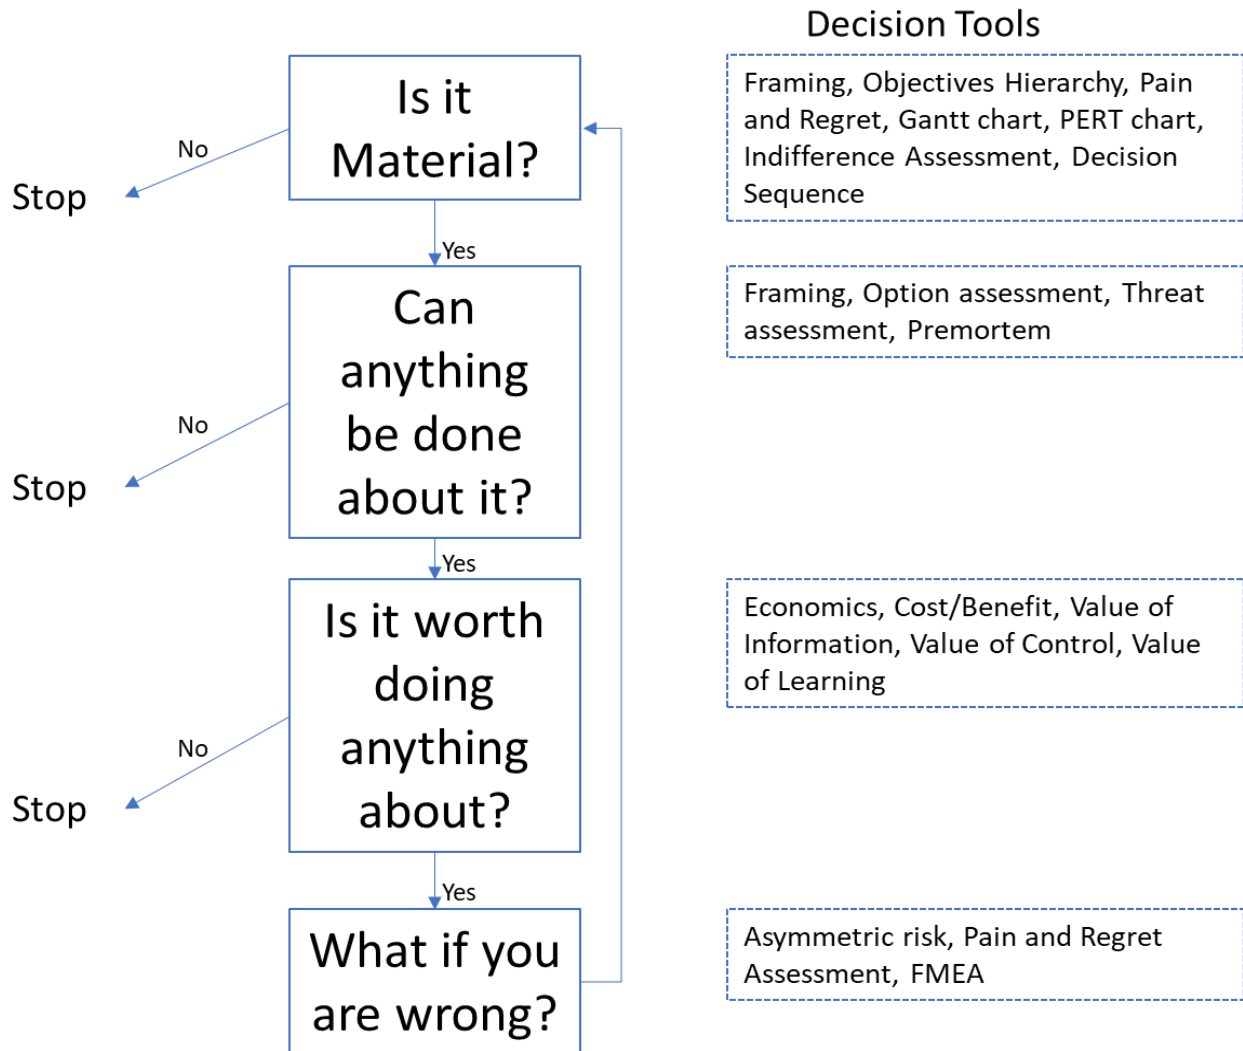 Decision Tools
Is it
Material?
Framing, Objectives Hierarchy, Pain
and Regret, Gantt chart, PERT chart,
Indifference Assessment, Decision
Sequence
No
Stop
Yes
Can
anything
be done
about it?
Framing, Option assessment, Threat
assessment, Premortem
No
Stop
Yes
Is it worth
doing
anything
about?
Economics, Cost/Benefit, Value of
Information, Value of Control, Value
of Learning
No
Stop
Yes
What if you
are wrong?
Asymmetric risk, Pain and Regret
Assessment, FMEA